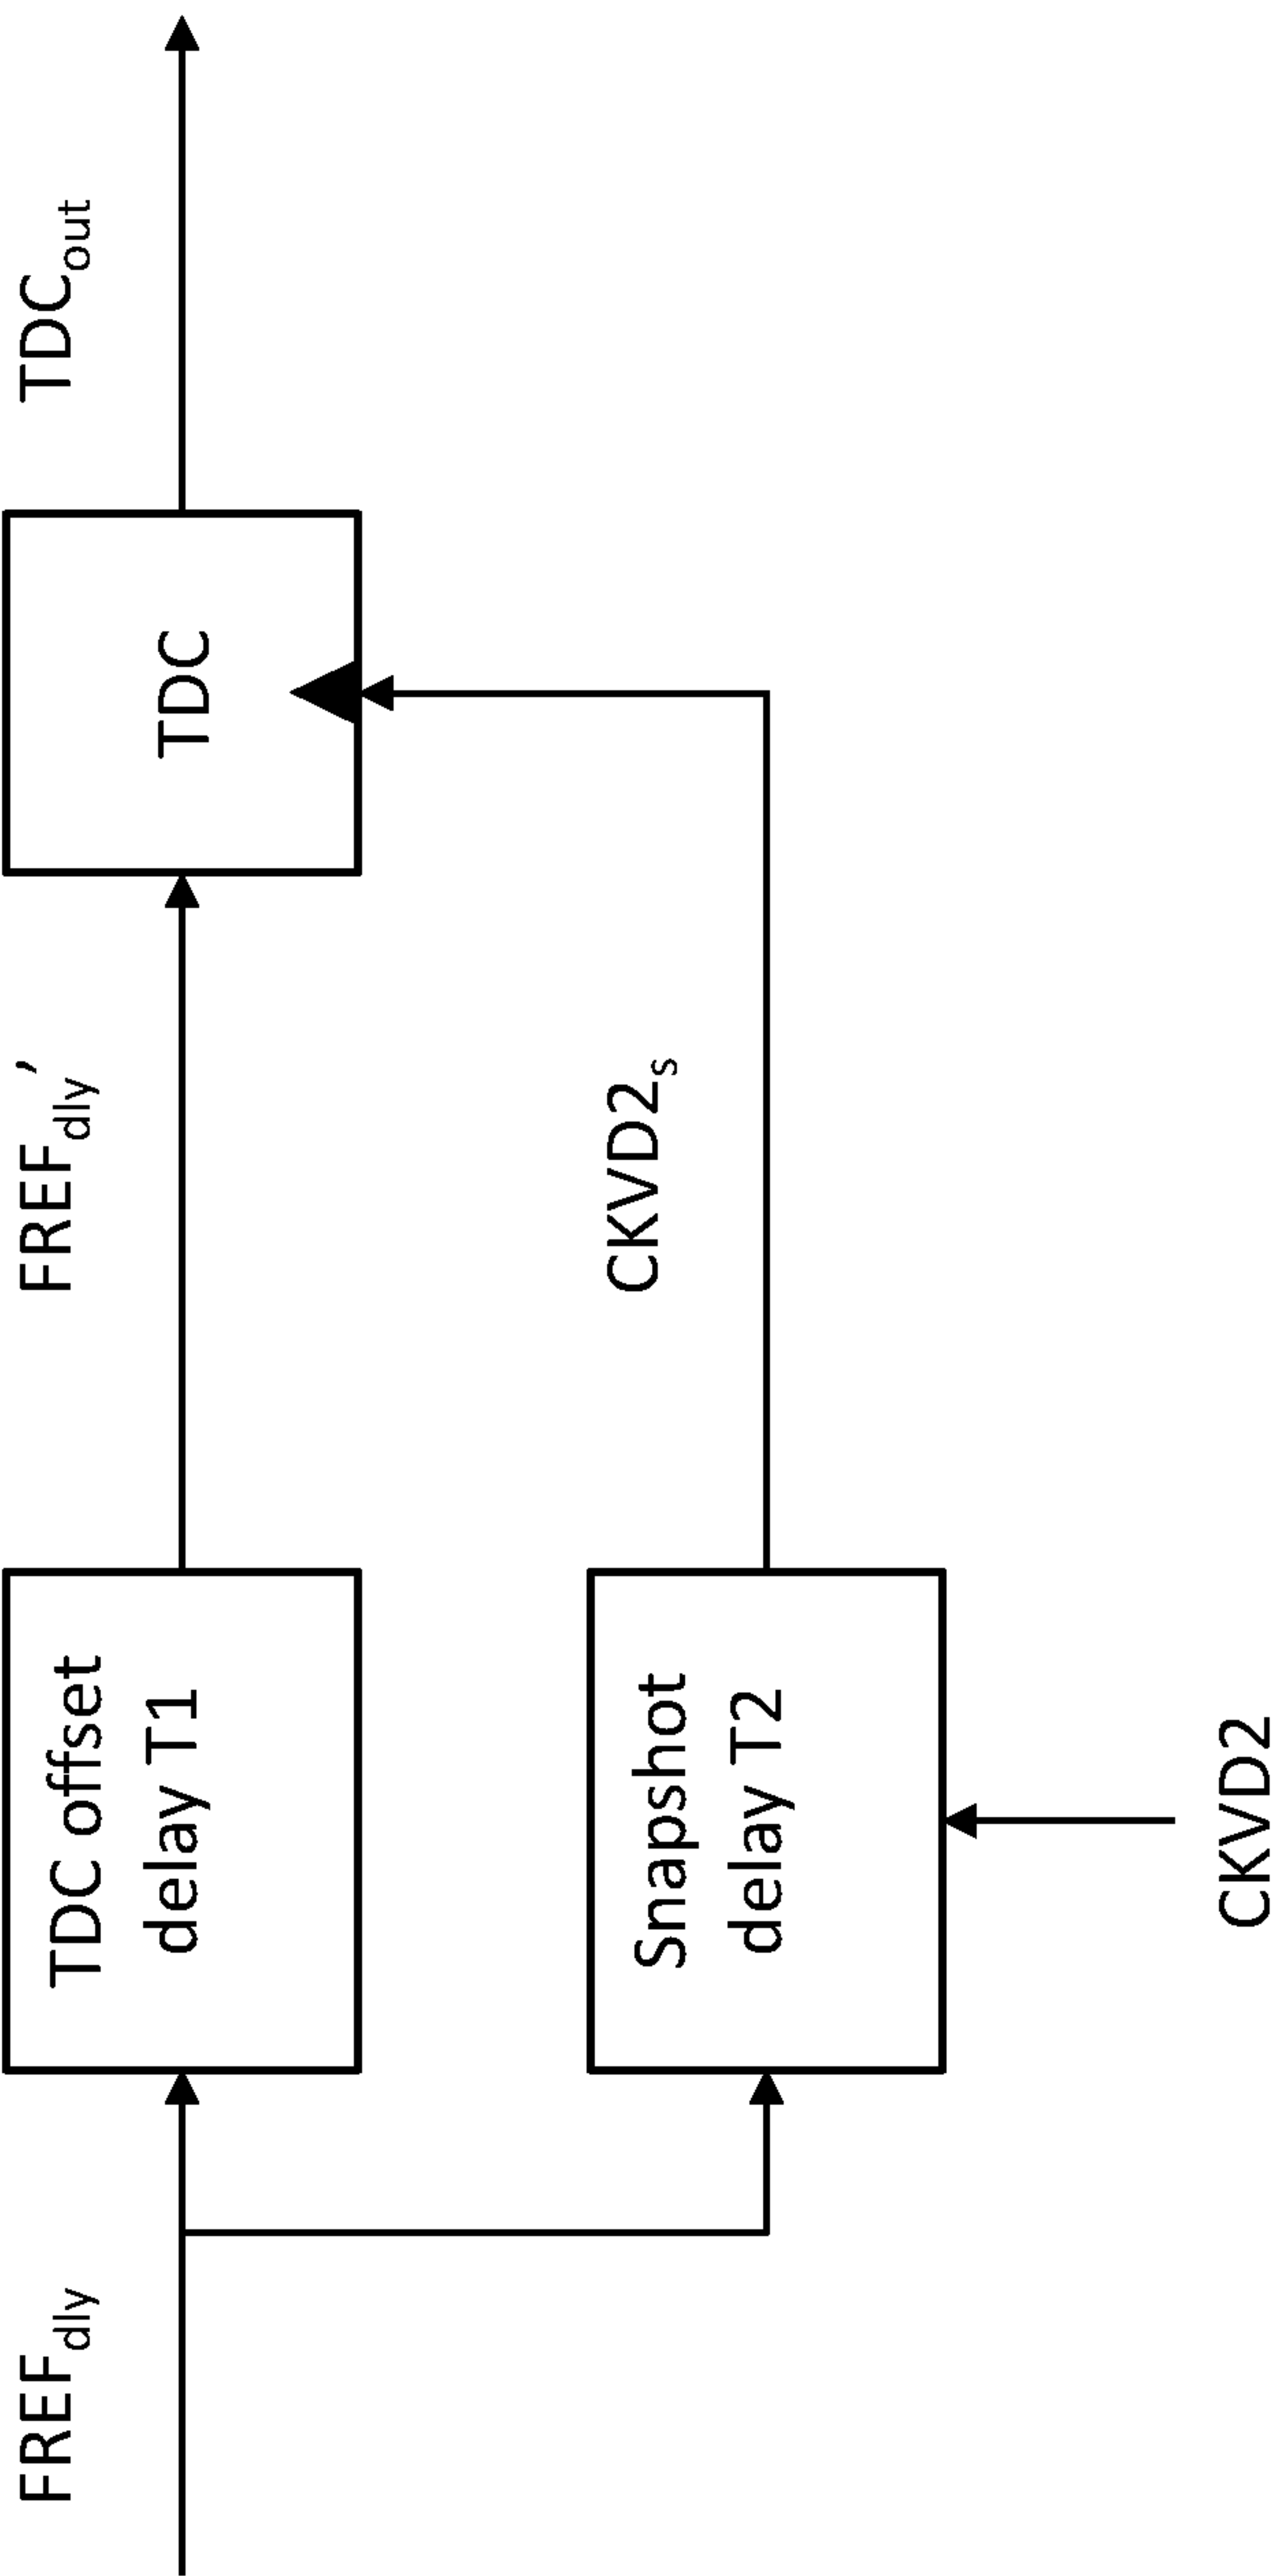 FREFdly
TDC offset
delay T1
FREFdly’
TDC
TDCout
Snapshot
delay T2
CKVD2s
CKVD2